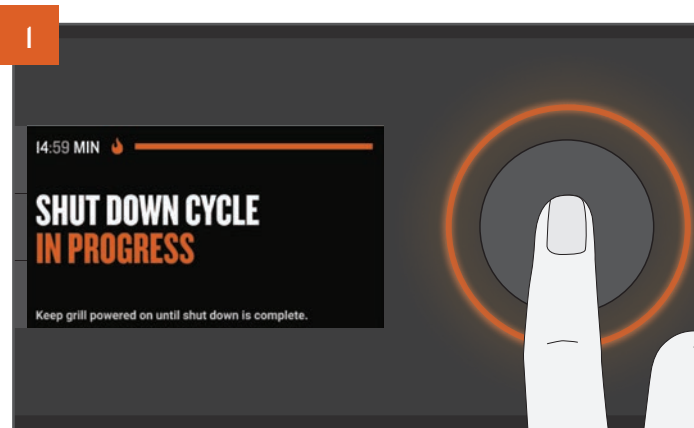 1
14:59 MIN
SHUT DOWN CYCLE
IN PROGRESS
Keep grill powered on until shut down is complete.